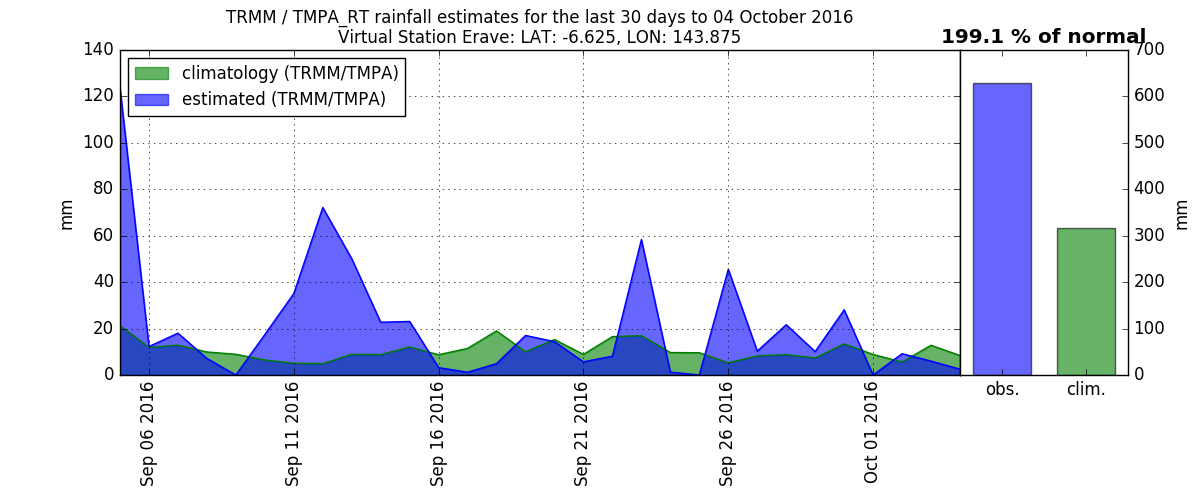 TRMM / TMPA_RT rainfall estimates for the last 30 days to 04 October 2016
Virtual Station Erave: LAT: -6.625, LON: 143.875
199.1 % of normal
climatology (TRMM/TMPA)
estimated (TRMM/TMPA)
140
120
100
80
60
40
20
0
mm
Sep 06 2016
Sep 11 2016
Sep 16 2016
Sep 21 2016
Sep 26 2016
Oct 01 2016
obs.
clim.
700
600
500
400
300
200
100
0
mm